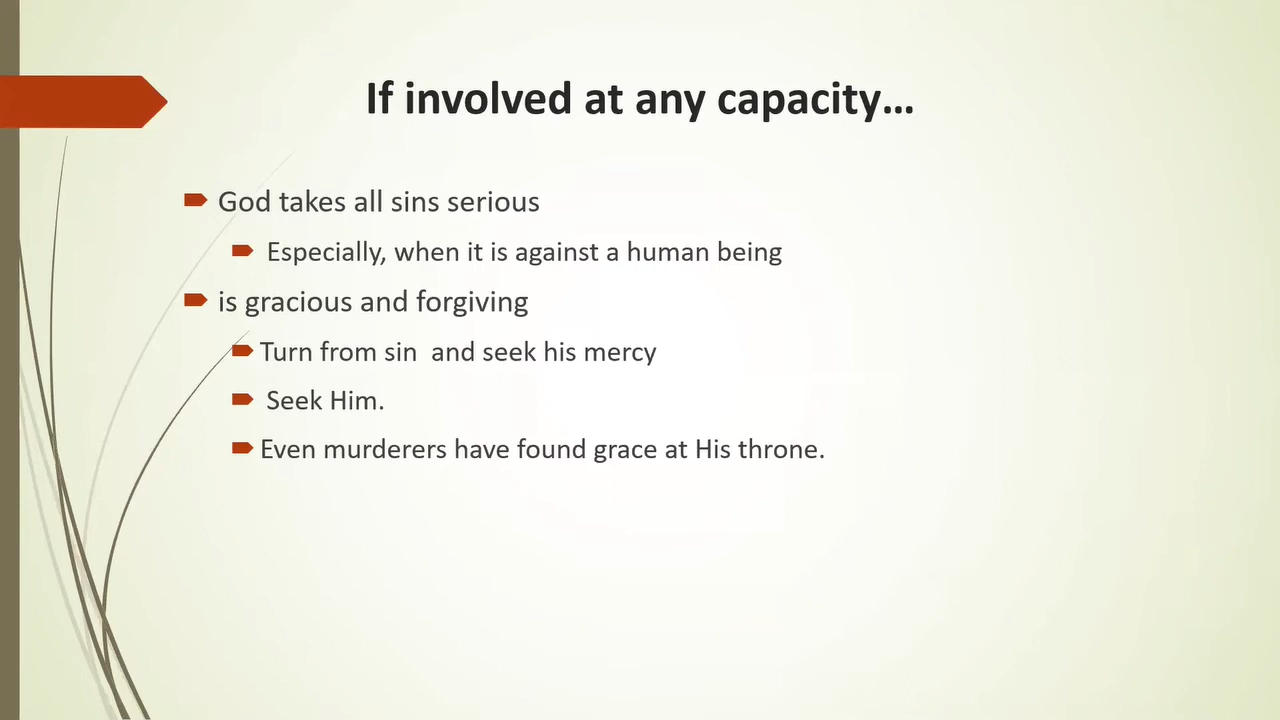 If involved at any capacity…
God takes all sins serious
Especially, when it is against a human being
is gracious and forgiving
Turn from sin  and seek his mercy
Seek Him.
Even murderers have found grace at His throne.